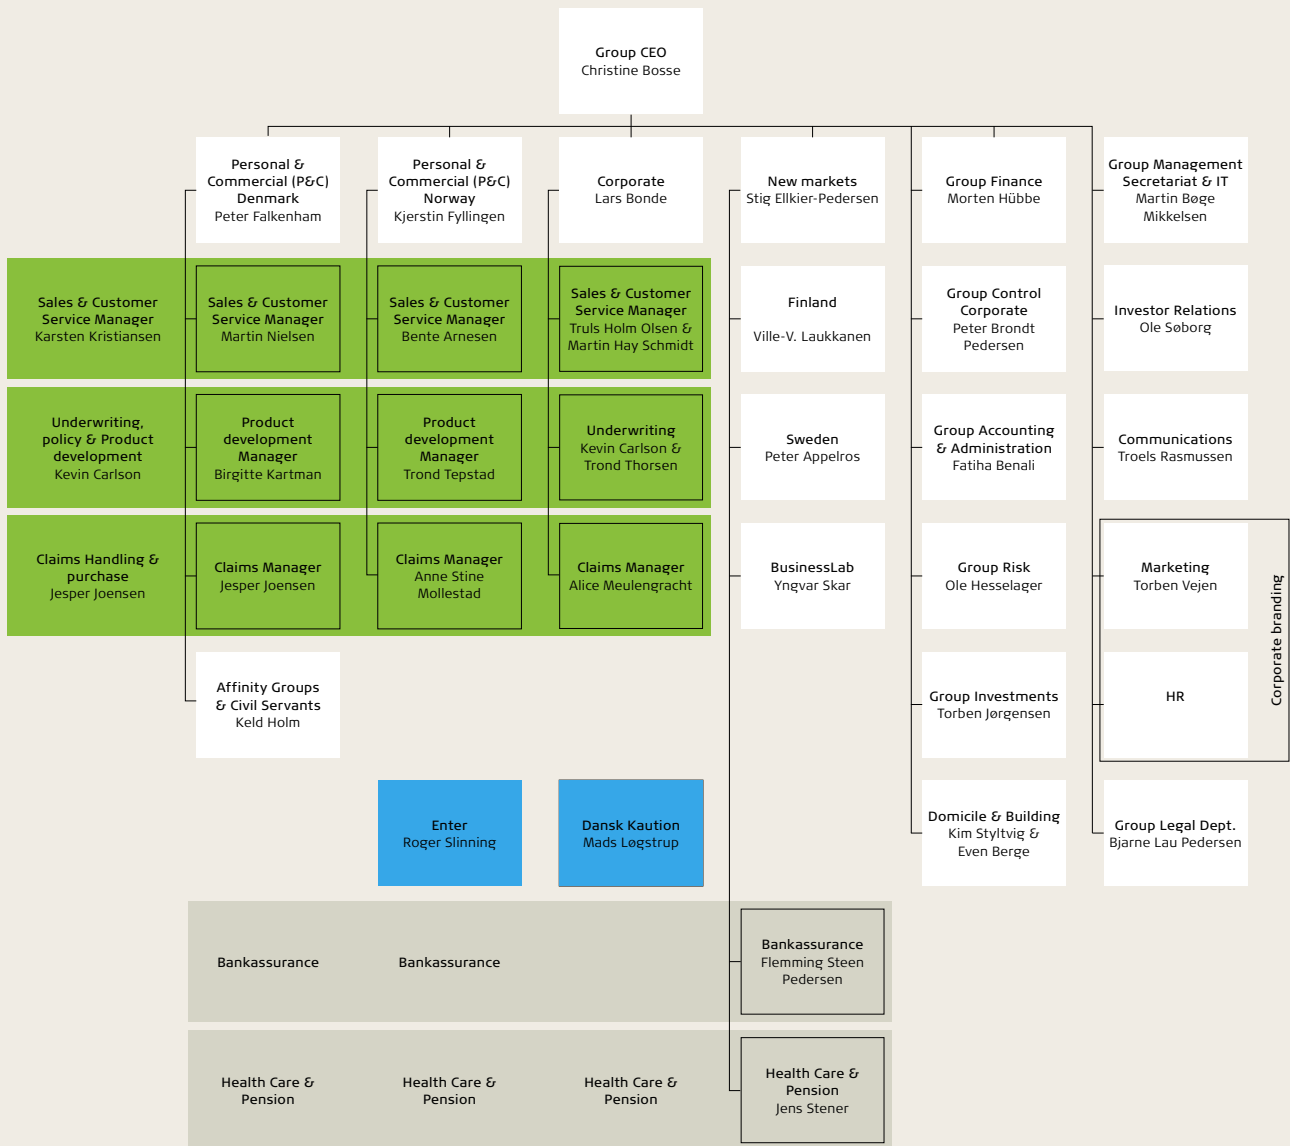 Group CEO
Christine Bosse
Personal &
Commercial (P&C)
Denmark
Peter Falkenham
Personal &
Commercial (P&C)
Norway
Kjerstin Fyllingen
Corporate
Lars Bonde
New markets
Stig Ellkier-Pedersen
Group Finance
Morten Hübbe
Group Management
Secretariat & IT
Martin Bøge
Mikkelsen
Sales & Customer
Service Manager
Karsten Kristiansen
Sales & Customer
Service Manager
Martin Nielsen
Sales & Customer
Service Manager
Bente Arnesen
Sales & Customer
Service Manager
Truls Holm Olsen &
Martin Hay Schmidt
Finland
Ville-V. Laukkanen
Group Control
Corporate
Peter Brondt
Pedersen
Investor Relations
Ole Søborg
Underwriting,
policy & Product
development
Kevin Carlson
Product
development
Manager
Birgitte Kartman
Product
development
Manager
Trond Tepstad
Underwriting
Kevin Carlson &
Trond Thorsen
Sweden
Peter Appelros
Group Accounting
& Administration
Fatiha Benali
Communications
Troels Rasmussen
Claims Handling &
purchase
Jesper Joensen
Claims Manager
Jesper Joensen
Claims Manager
Anne Stine
Mollestad
Claims Manager
Alice Meulengracht
BusinessLab
Yngvar Skar
Group Risk
Ole Hesselager
Marketing
Torben Vejen
Corporate branding
Affinity Groups
& Civil Servants
Keld Holm
Group Investments
Torben Jørgensen
HR
Enter
Roger Slinning
Dansk Kaution
Mads Løgstrup
Domicile & Building
Kim Styltvig &
Even Berge
Group Legal Dept.
Bjarne Lau Pedersen
Bankassurance
Bankassurance
Bankassurance
Flemming Steen
Pedersen
Health Care &
Pension
Health Care &
Pension
Health Care &
Pension
Health Care &
Pension
Jens Stener